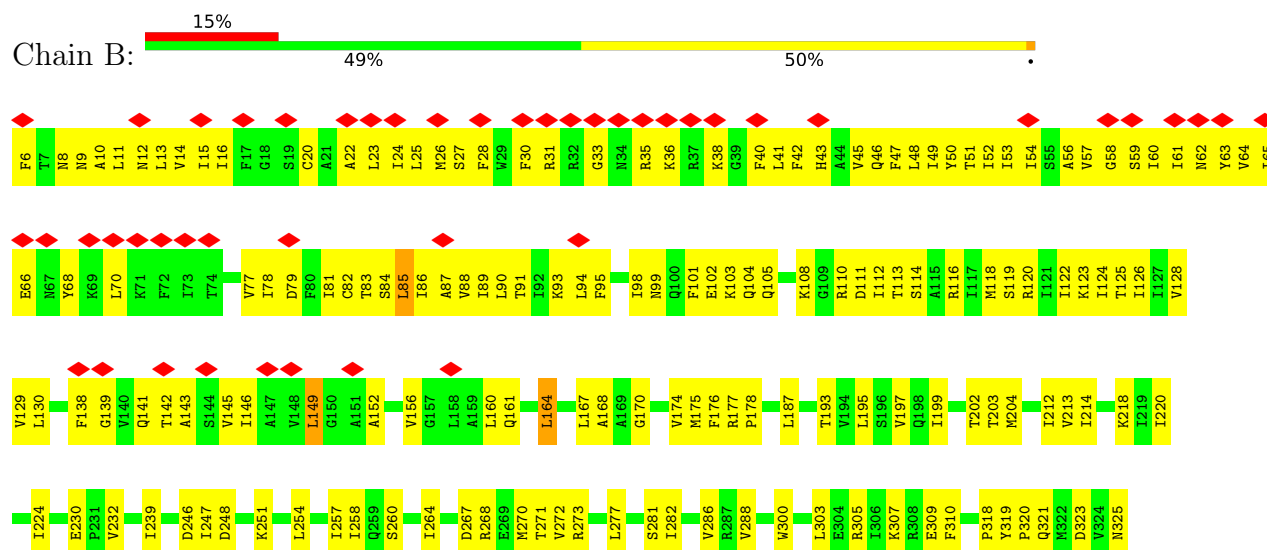 15%
Chain B:
49% 50% •
F6 T7 N8 N9 A10 L11 N12 L13 V14 I15 I16 F17 G18 S19 C20 A21 A22 L23 I24 L25 M26 S27 F28 W29 F30 R31 R32 G33 N34 R35 K36 R37 K38 G39 F40 L41 F42 H43 A44 V45 Q46 F47 L48 I49 Y50 T51 I52 I53 I54 S55 A56 V57 G58 S59 I60 I61 N62 Y63 V64 I65
E66 N67 Y68 K69 L70 K71 F72 I73 T74 V77 I78 D79 F80 I81 C82 T83 S84 L85 I86 A87 V88 I89 L90 T91 I92 K93 L94 F95 I98 N99 Q100 F101 E102 K103 Q104 Q105 K108 G109 R110 D111 I112 T113 S114 A115 R116 I117 M118 S119 R120 I121 I122 K123 I124 T125 I126 I127 V128
V129 L130 F138 G139 V140 Q141 T142 A143 S144 V145 I146 A147 V148 L149 G150 A151 A152 V156 G157 L158 A159 L160 Q161 L164 L167 A168 A169 G170 V174 M175 F176 R177 P178 L187 T193 V194 L195 S196 V197 Q198 I199 T202 T203 M204 I212 V213 I214 K218 I219 I220
I224 E230 P231 V232 I239 D246 I247 D248 K251 L254 I257 I258 Q259 S260 I264 D267 R268 E269 M270 T271 V272 R273 L277 S281 I282 V286 R287 V288 W300 L303 E304 R305 I306 K307 R308 E309 F310 P318 Y319 P320 Q321 M322 D323 V324 N325